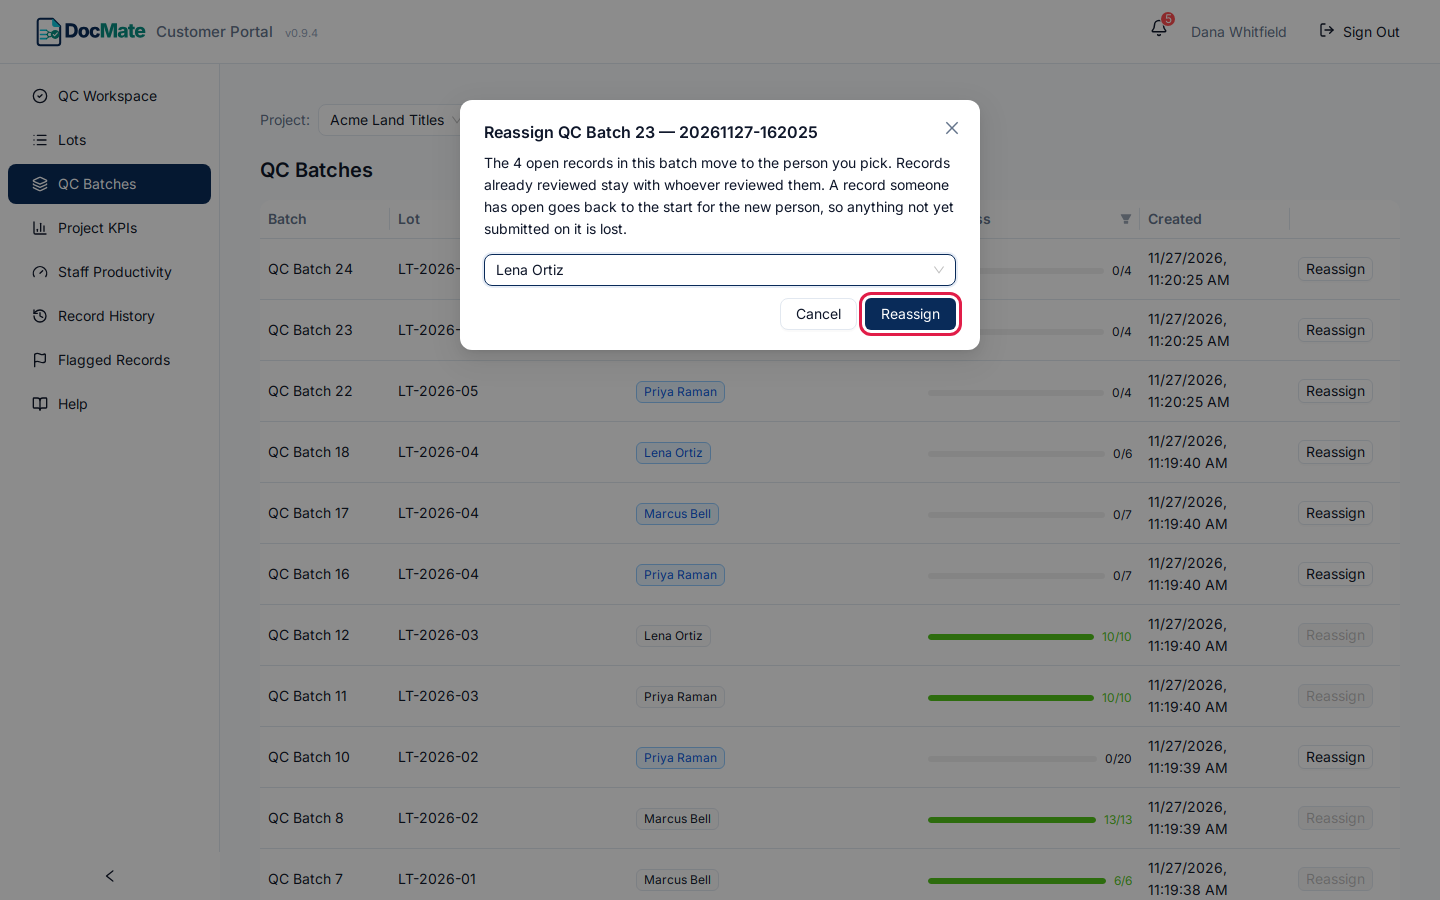 DocMate Customer Portal v0.9.4
5
Dana Whitfield
Sign Out
QC Workspace
Lots
QC Batches
Project KPIs
Staff Productivity
Record History
Flagged Records
Help
Project: Acme Land Titles
QC Batches
Reassign QC Batch 23 — 20261127-162025
The 4 open records in this batch move to the person you pick. Records
already reviewed stay with whoever reviewed them. A record someone
has open goes back to the start for the new person, so anything not yet
submitted on it is lost.
Lena Ortiz
Cancel
Reassign
Batch Lot Created
QC Batch 24 LT-2026- 0/4 11/27/2026, Reassign
11:20:25 AM
QC Batch 23 LT-2026- 0/4 11/27/2026, Reassign
11:20:25 AM
QC Batch 22 LT-2026-05 Priya Raman 0/4 11/27/2026, Reassign
11:20:25 AM
QC Batch 18 LT-2026-04 Lena Ortiz 0/6 11/27/2026, Reassign
11:19:40 AM
QC Batch 17 LT-2026-04 Marcus Bell 0/7 11/27/2026, Reassign
11:19:40 AM
QC Batch 16 LT-2026-04 Priya Raman 0/7 11/27/2026, Reassign
11:19:40 AM
QC Batch 12 LT-2026-03 Lena Ortiz 10/10 11/27/2026, Reassign
11:19:40 AM
QC Batch 11 LT-2026-03 Priya Raman 10/10 11/27/2026, Reassign
11:19:40 AM
QC Batch 10 LT-2026-02 Priya Raman 0/20 11/27/2026, Reassign
11:19:39 AM
QC Batch 8 LT-2026-02 Marcus Bell 13/13 11/27/2026, Reassign
11:19:39 AM
QC Batch 7 LT-2026-01 Marcus Bell 6/6 11/27/2026, Reassign
11:19:38 AM